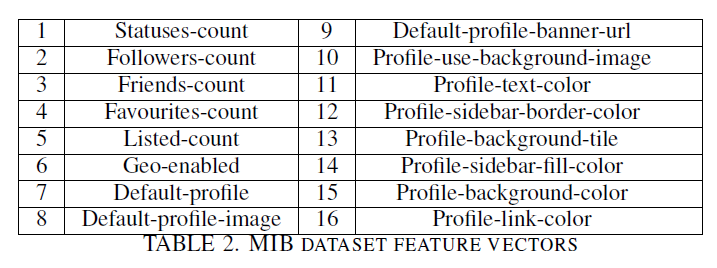 1 Statuses-count 9 Default-profile-banner-url
2 Followers-count 10 Profile-use-background-image
3 Friends-count 11 Profile-text-color
4 Favourites-count 12 Profile-sidebar-border-color
5 Listed-count 13 Profile-background-tile
6 Geo-enabled 14 Profile-sidebar-fill-color
7 Default-profile 15 Profile-background-color
8 Default-profile-image 16 Profile-link-color
TABLE 2. MIB DATASET FEATURE VECTORS